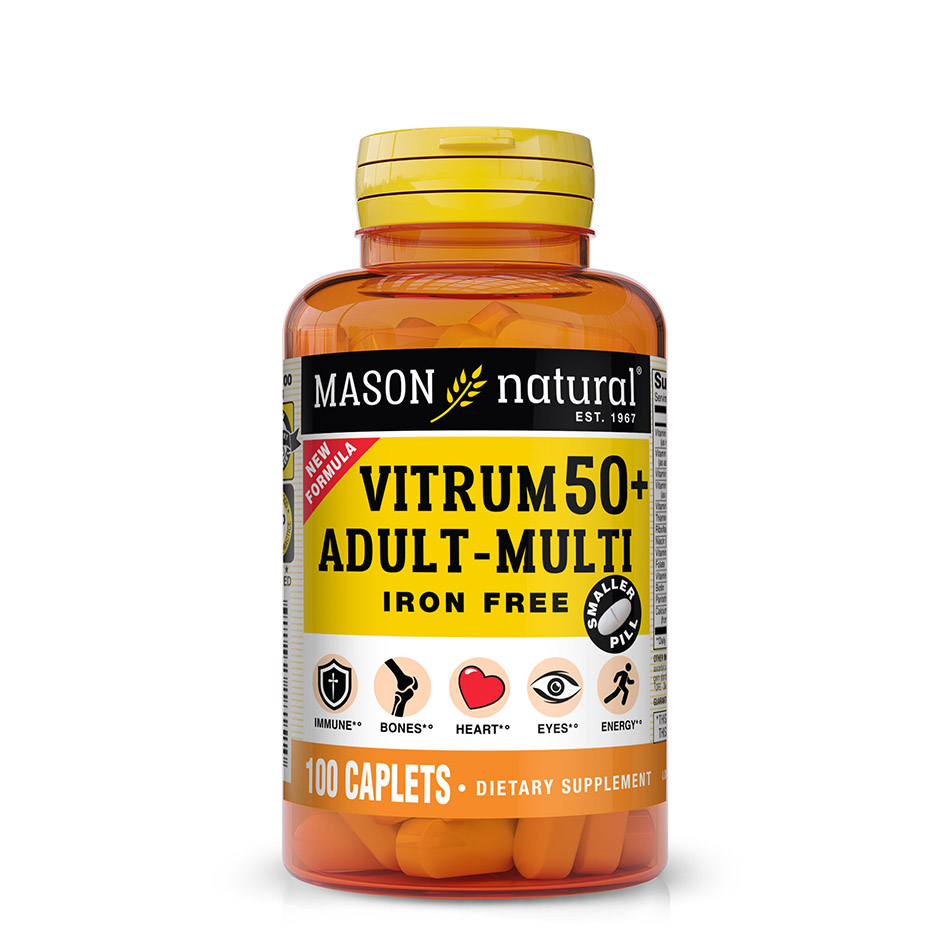 MASON natural®
EST. 1967
NEW
FORMULA
VITRUM 50+
ADULT-MULTI
IRON FREE
SMALLER
PILL
IMMUNE*° BONES*° HEART*° EYES*° ENERGY*°
100 CAPLETS • DIETARY SUPPLEMENT